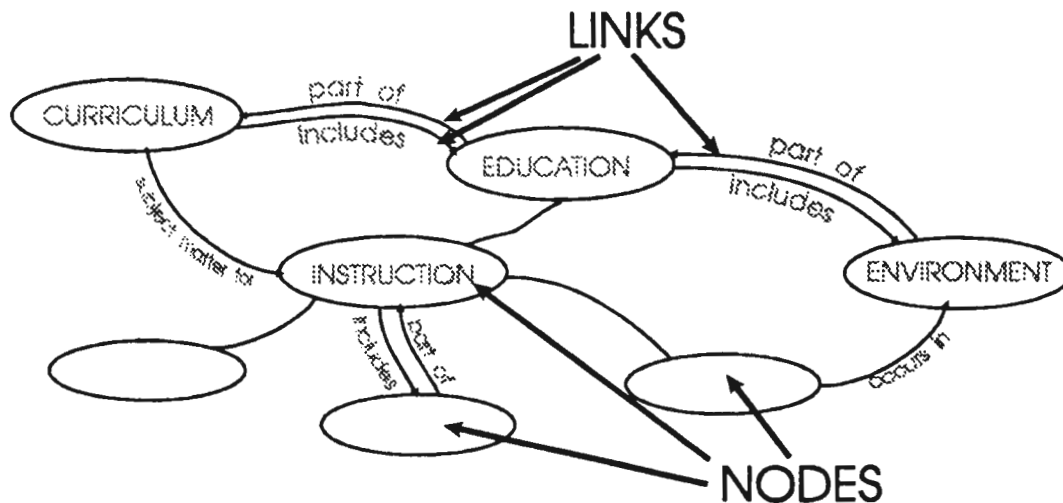 LINKS
CURRICULUM
part of
includes
EDUCATION
part of
includes
subject matter for
INSTRUCTION
ENVIRONMENT
includes
part of
occurs in
NODES